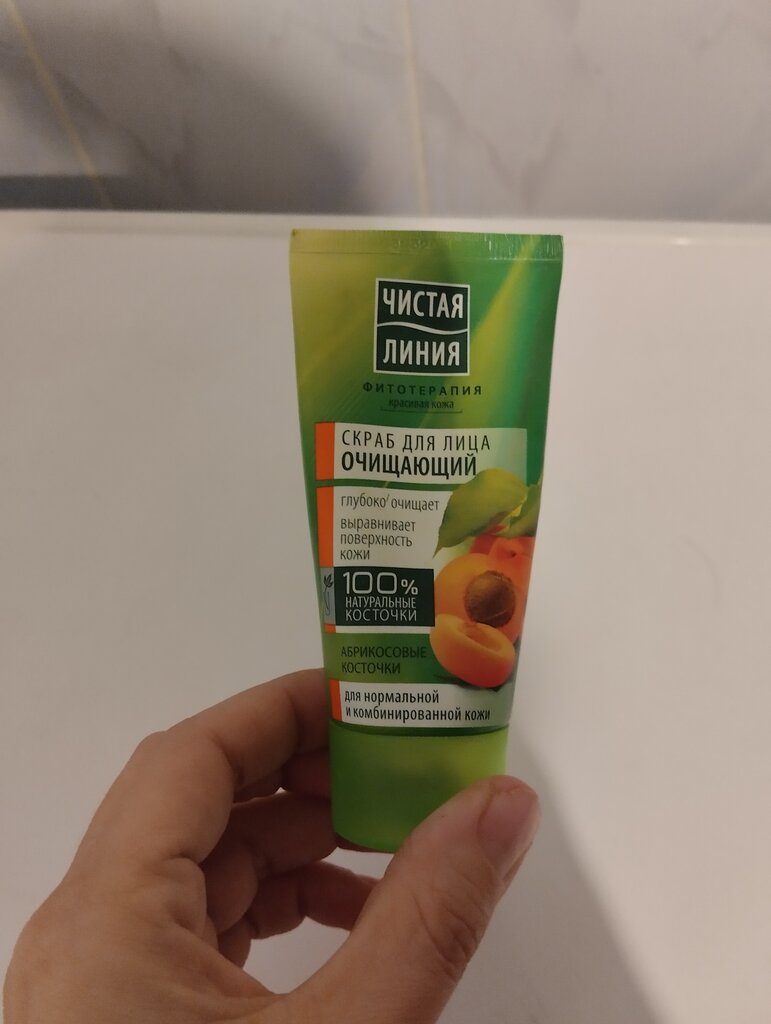 ЧИСТАЯ
ЛИНИЯ
ФИТОТЕРАПИЯ
красивая кожа
СКРАБ ДЛЯ ЛИЦА
ОЧИЩАЮЩИЙ
глубоко очищает
выравнивает
поверхность
кожи
100%
НАТУРАЛЬНЫЕ
КОСТОЧКИ
АБРИКОСОВЫЕ
КОСТОЧКИ
для нормальной
и комбинированной кожи